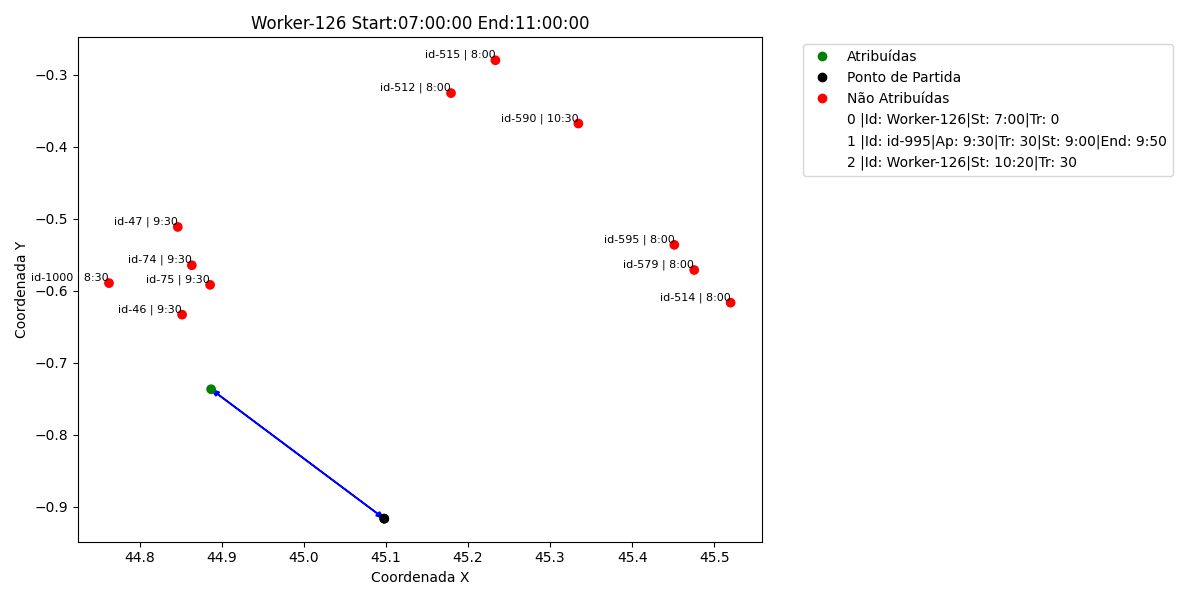 Worker-126 Start:07:00:00 End:11:00:00
id-515 | 8:00
id-512 | 8:00
id-590 | 10:30
id-47 | 9:30
id-74 | 9:30
id-1000 | 8:30
id-75 | 9:30
id-46 | 9:30
id-595 | 8:00
id-579 | 8:00
id-514 | 8:00
−0.3
−0.4
−0.5
−0.6
−0.7
−0.8
−0.9
Coordenada Y
44.8 44.9 45.0 45.1 45.2 45.3 45.4 45.5
Coordenada X
Atribuídas
Ponto de Partida
Não Atribuídas
0 |Id: Worker-126|St: 7:00|Tr: 0
1 |Id: id-995|Ap: 9:30|Tr: 30|St: 9:00|End: 9:50
2 |Id: Worker-126|St: 10:20|Tr: 30